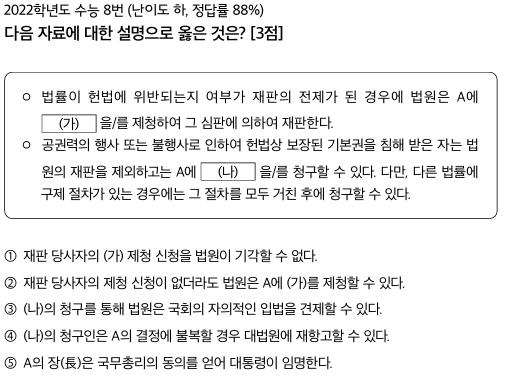 2022학년도 수능 8번 (난이도 하, 정답률 88%)
다음 자료에 대한 설명으로 옳은 것은? [3점]
○ 법률이 헌법에 위반되는지 여부가 재판의 전제가 된 경우에 법원은 A에
(가) 을/를 제청하여 그 심판에 의하여 재판한다.
○ 공권력의 행사 또는 불행사로 인하여 헌법상 보장된 기본권을 침해 받은 자는 법
원의 재판을 제외하고는 A에 (나) 을/를 청구할 수 있다. 다만, 다른 법률에
구제 절차가 있는 경우에는 그 절차를 모두 거친 후에 청구할 수 있다.
① 재판 당사자의 (가) 제청 신청을 법원이 기각할 수 없다.
② 재판 당사자의 제청 신청이 없더라도 법원은 A에 (가)를 제청할 수 있다.
③ (나)의 청구를 통해 법원은 국회의 자의적인 입법을 견제할 수 있다.
④ (나)의 청구인은 A의 결정에 불복할 경우 대법원에 재항고할 수 있다.
⑤ A의 장(長)은 국무총리의 동의를 얻어 대통령이 임명한다.